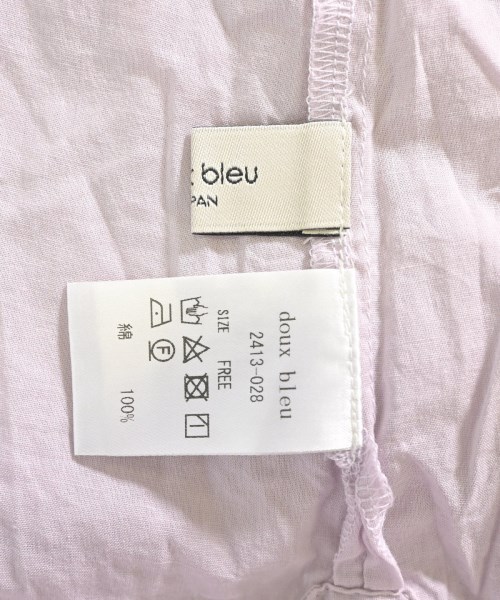 bleu
PAN
doux bleu
2413-028
SIZE FREE
F
綿 100%